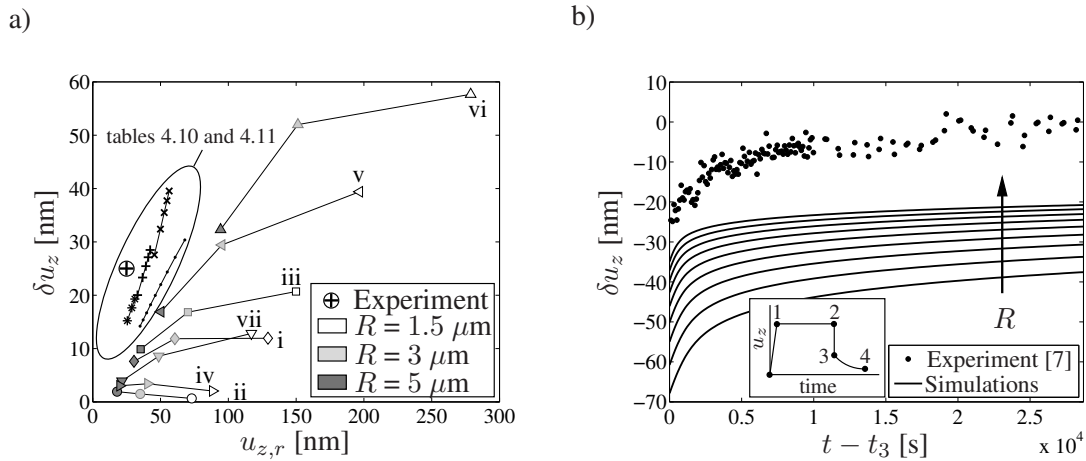 a)
60
50
40
30
20
10
0
δu_z [nm]
0 50 100 150 200 250 300
u_{z,r} [nm]
tables 4.10 and 4.11
vi
v
iii
vii
i
iv
ii
Experiment
R = 1.5 μm
R = 3 μm
R = 5 μm
b)
10
0
−10
−20
−30
−40
−50
−60
−70
δu_z [nm]
0 0.5 1 1.5 2 2.5
x 10^4
t − t_3 [s]
R
1 2
3 4
u_z
time
Experiment [7]
Simulations